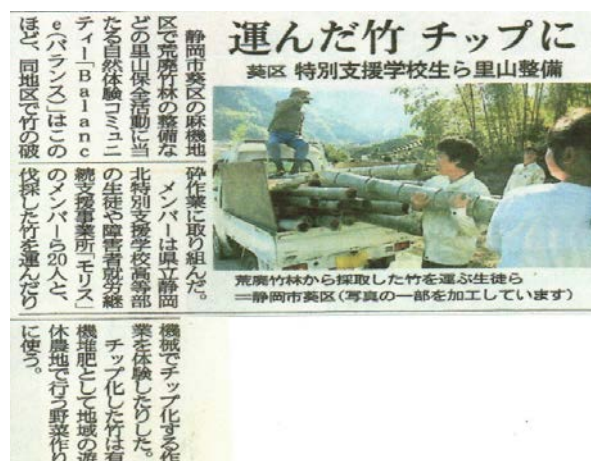 運んだ竹 チップに
葵区 特別支援学校生ら里山整備
静岡市葵区の麻機地
区で荒廃竹林の整備な
どの里山保全活動に当
たる自然体験コミュニ
ティー「Balanc
e(バランス)」はこの
ほど、同地区で竹の破
砕作業に取り組んだ。
メンバーは県立静岡
北特別支援学校高等部
の生徒や障害者就労継
続支援事業所「モリス」
のメンバーら20人と、
伐採した竹を運んだり
機械でチップ化する作
業を体験したりした。
チップ化した竹は有
機堆肥として地域の遊
休農地で行う野菜作り
に使う。
荒廃竹林から採取した竹を運ぶ生徒ら
=静岡市葵区(写真の一部を加工しています)